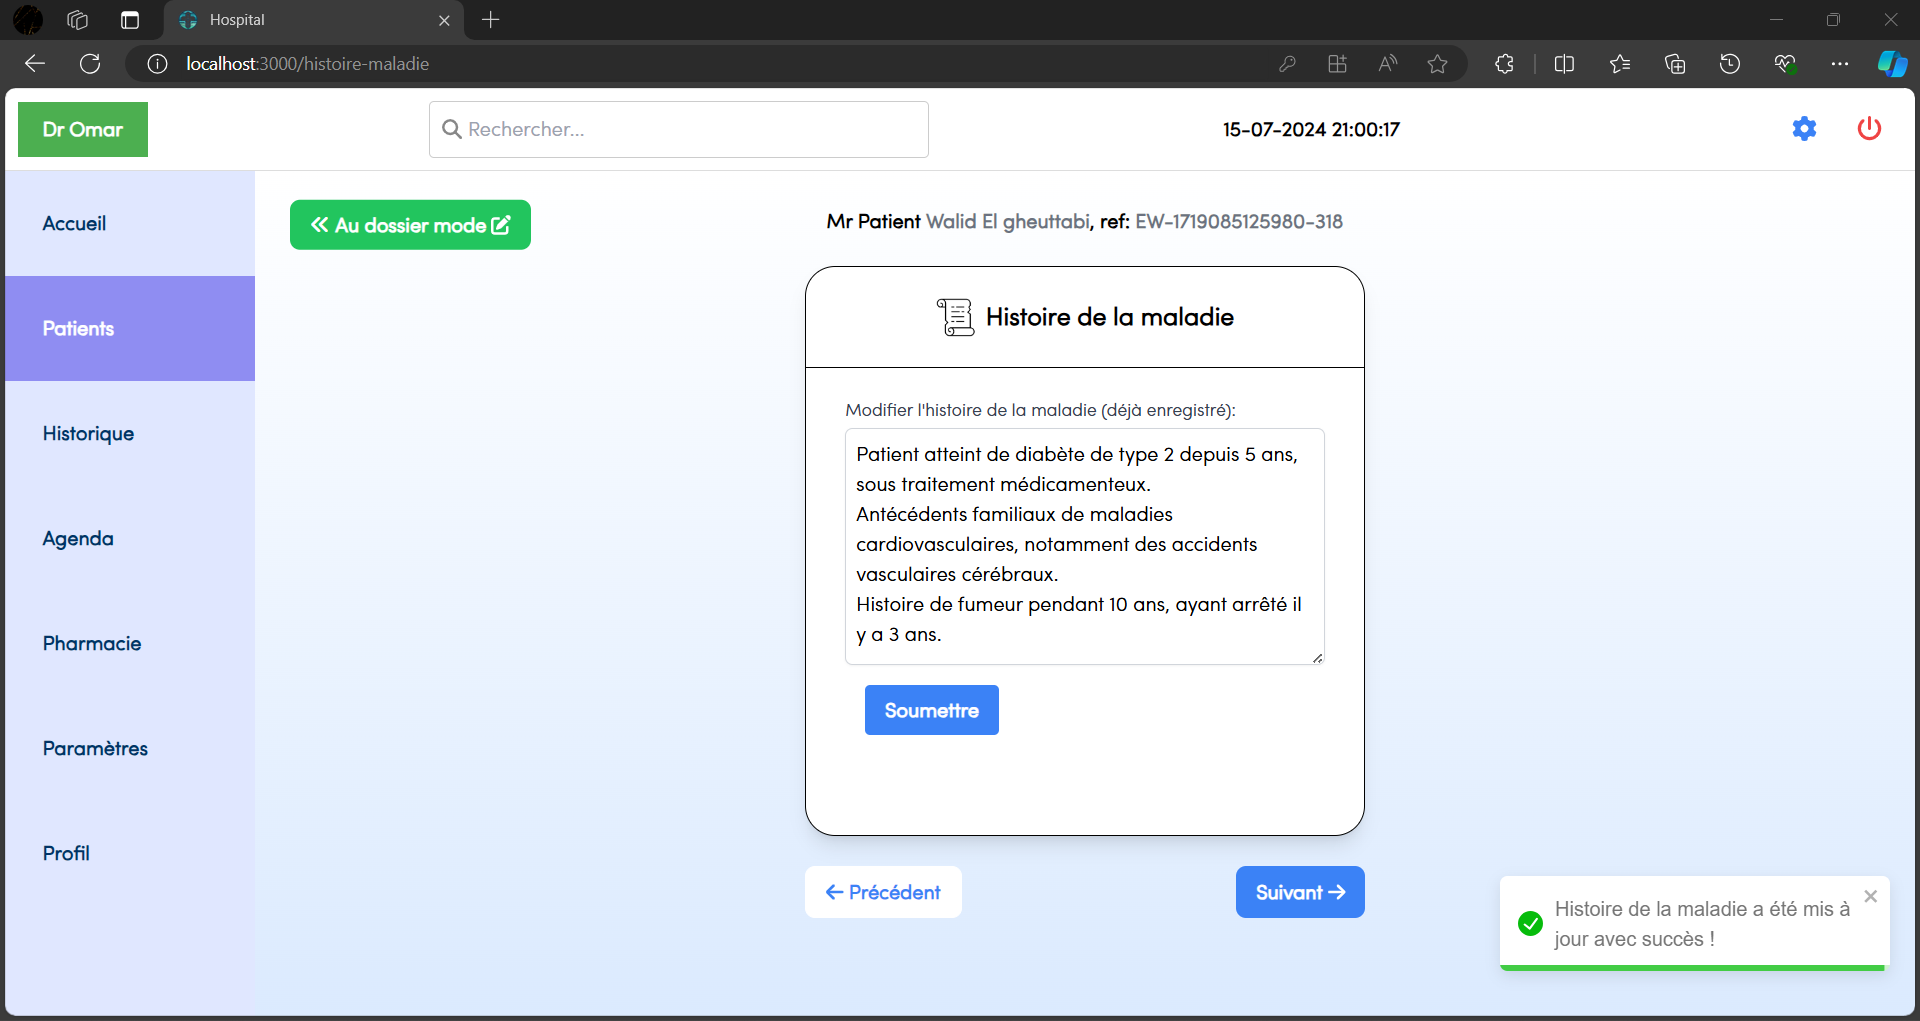 Hospital
localhost:3000/histoire-maladie
Dr Omar
Rechercher...
15-07-2024 21:00:17
Accueil
Patients
Historique
Agenda
Pharmacie
Paramètres
Profil
Au dossier mode
Mr Patient Walid El gheuttabi, ref: EW-1719085125980-318
Histoire de la maladie
Modifier l'histoire de la maladie (déjà enregistré):
Patient atteint de diabète de type 2 depuis 5 ans,
sous traitement médicamenteux.
Antécédents familiaux de maladies
cardiovasculaires, notamment des accidents
vasculaires cérébraux.
Histoire de fumeur pendant 10 ans, ayant arrêté il
y a 3 ans.
Soumettre
Précédent
Suivant
Histoire de la maladie a été mis à
jour avec succès !